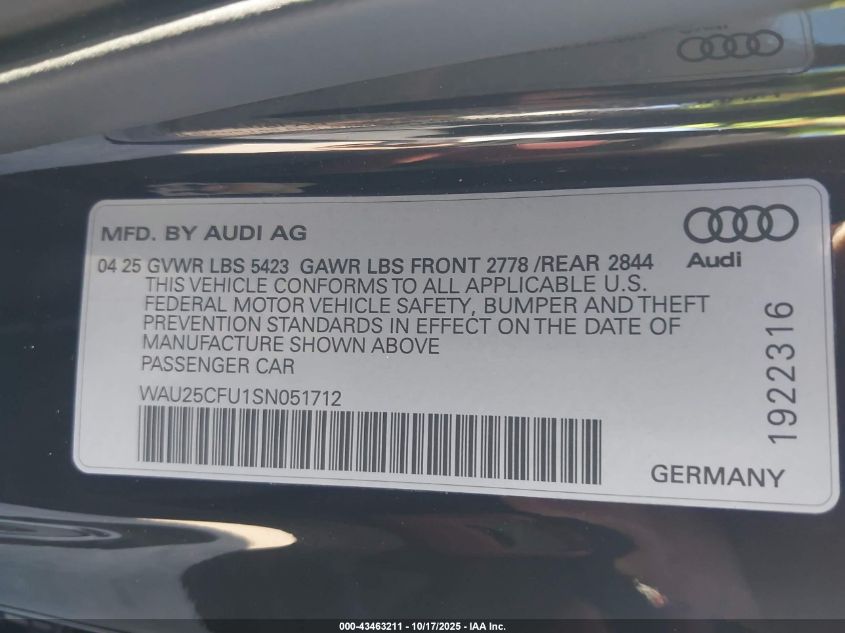 MFD. BY AUDI AG
Audi
04 25 GVWR LBS 5423 GAWR LBS FRONT 2778 /REAR 2844
THIS VEHICLE CONFORMS TO ALL APPLICABLE U.S.
FEDERAL MOTOR VEHICLE SAFETY, BUMPER AND THEFT
PREVENTION STANDARDS IN EFFECT ON THE DATE OF
MANUFACTURE SHOWN ABOVE
PASSENGER CAR
WAU25CFU1SN051712
1922316
GERMANY
000-43463211 - 10/17/2025 - IAA Inc.